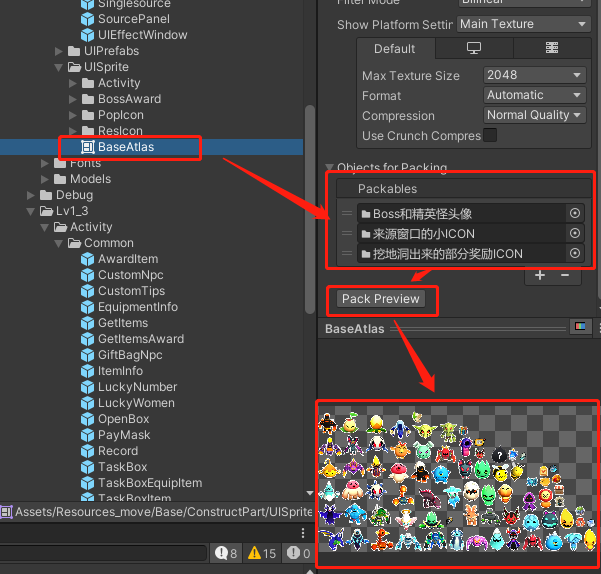 Singlesource
SourcePanel
UIEffectWindow
UIPrefabs
UISprite
Activity
BossAward
PopIcon
ResIcon
BaseAtlas
Fonts
Models
Debug
Lv1_3
Activity
Common
AwardItem
CustomNpc
CustomTips
EquipmentInfo
GetItems
GetItemsAward
GiftBagNpc
ItemInfo
LuckyNumber
LuckyWomen
OpenBox
PayMask
Record
TaskBox
TaskBoxEquipItem
TaskBoxItem
Assets/Resources_move/Base/ConstructPart/UISprite
8 15 0
Filter Mode Bilinear
Show Platform Settin Main Texture
Default
Max Texture Size 2048
Format Automatic
Compression Normal Quality
Use Crunch Compres
Objects for Packing
Packables
Boss和精英怪头像
来源窗口的小ICON
挖地洞出来的部分奖励ICON
+ −
Pack Preview
BaseAtlas